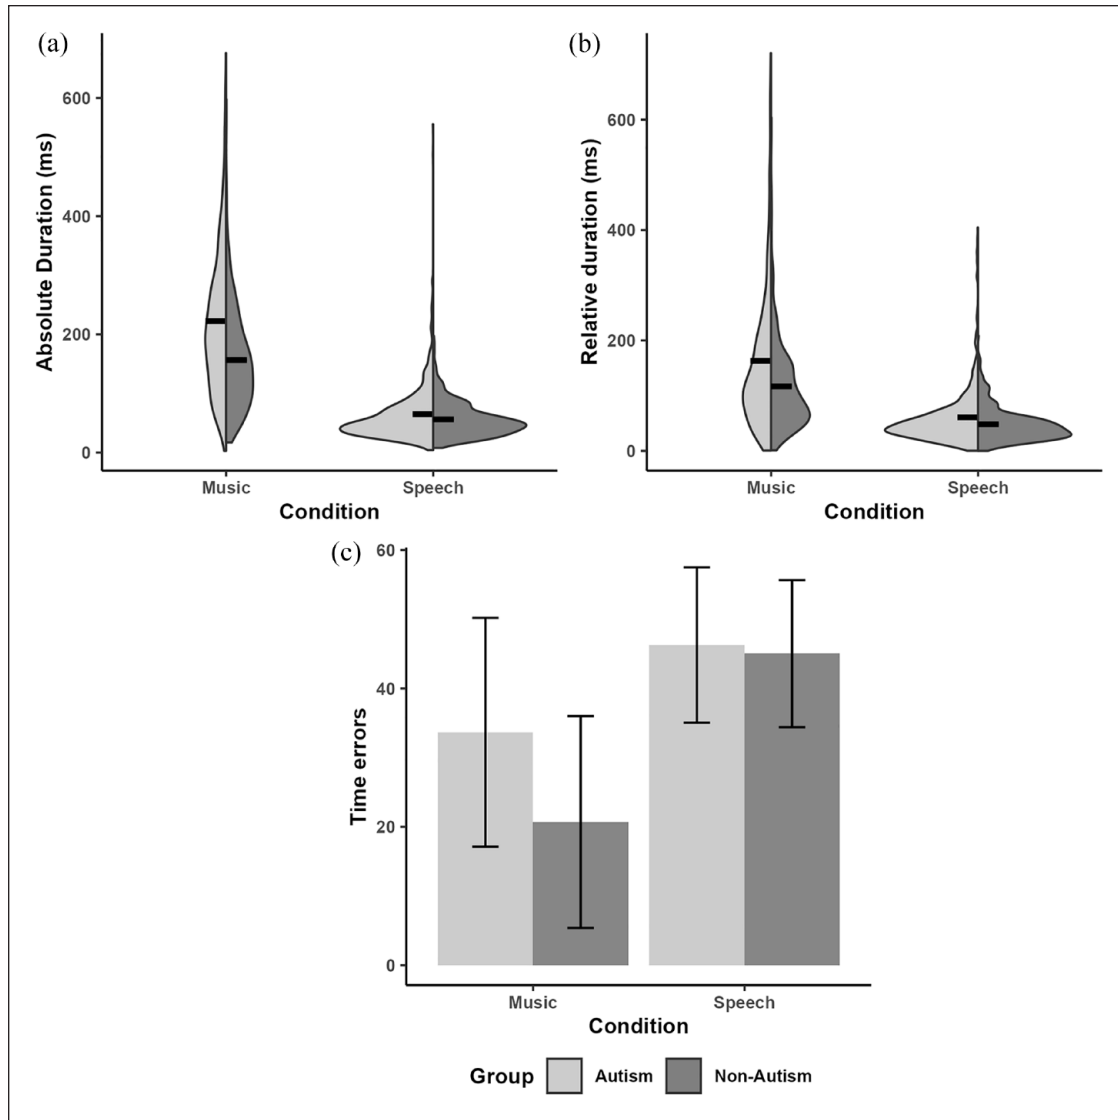 (a)
Absolute Duration (ms)
600
400
200
0
Music Speech
Condition
(b)
Relative duration (ms)
600
400
200
0
Music Speech
Condition
(c)
Time errors
60
40
20
0
Music Speech
Condition
Group Autism Non-Autism